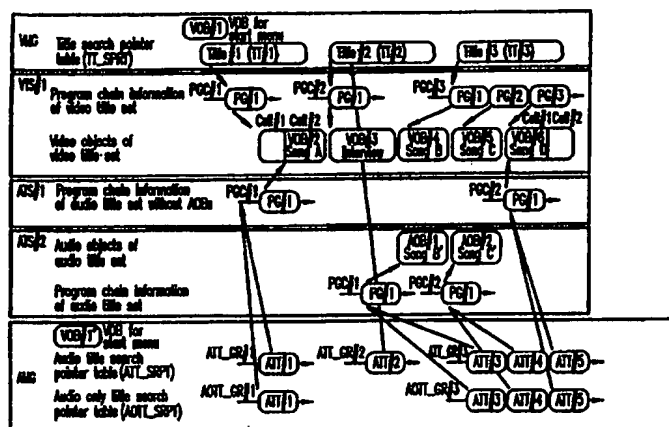 VOB/1 VOB for
start menu
VMG Title search pointer
table (TT_SPRT)
Title /1 (TT/1) Title /2 (TT/2) Title /3 (TT/3)
VTS/1 Program chain information
of video title set
PGC/1 PG/1 PGC/2 PG/1 PGC/3 PG/1 PG/2 PG/3
Cell/1 Cell/2 Cell/1 Cell/2
Video objects of
video title set
VOB/2 Song A VOB/3 Interview VOB/4 Song B VOB/5 Song C VOB/6
ATS/1 Program chain information
of audio title set without AOBs
PGC/1 PG/1 PGC/2 PG/1
ATS/2 Audio objects of
audio title set
AOB/1 Song B' AOB/2 Song C'
Program chain information
of audio title set
PGC/1 PG/1 PGC/2 PG/1
VOB/1' VOB for
start menu
AMG Audio title search
pointer table (ATT_SRPT)
ATT_GR/1 ATT/1 ATT_GR/2 ATT/2 ATT_GR/3 ATT/3 ATT/4 ATT/5
Audio only title search
pointer table (AOTT_SRPT)
AOTT_GR/1 ATT/1 AOTT_GR/3 ATT/3 ATT/4 ATT/5